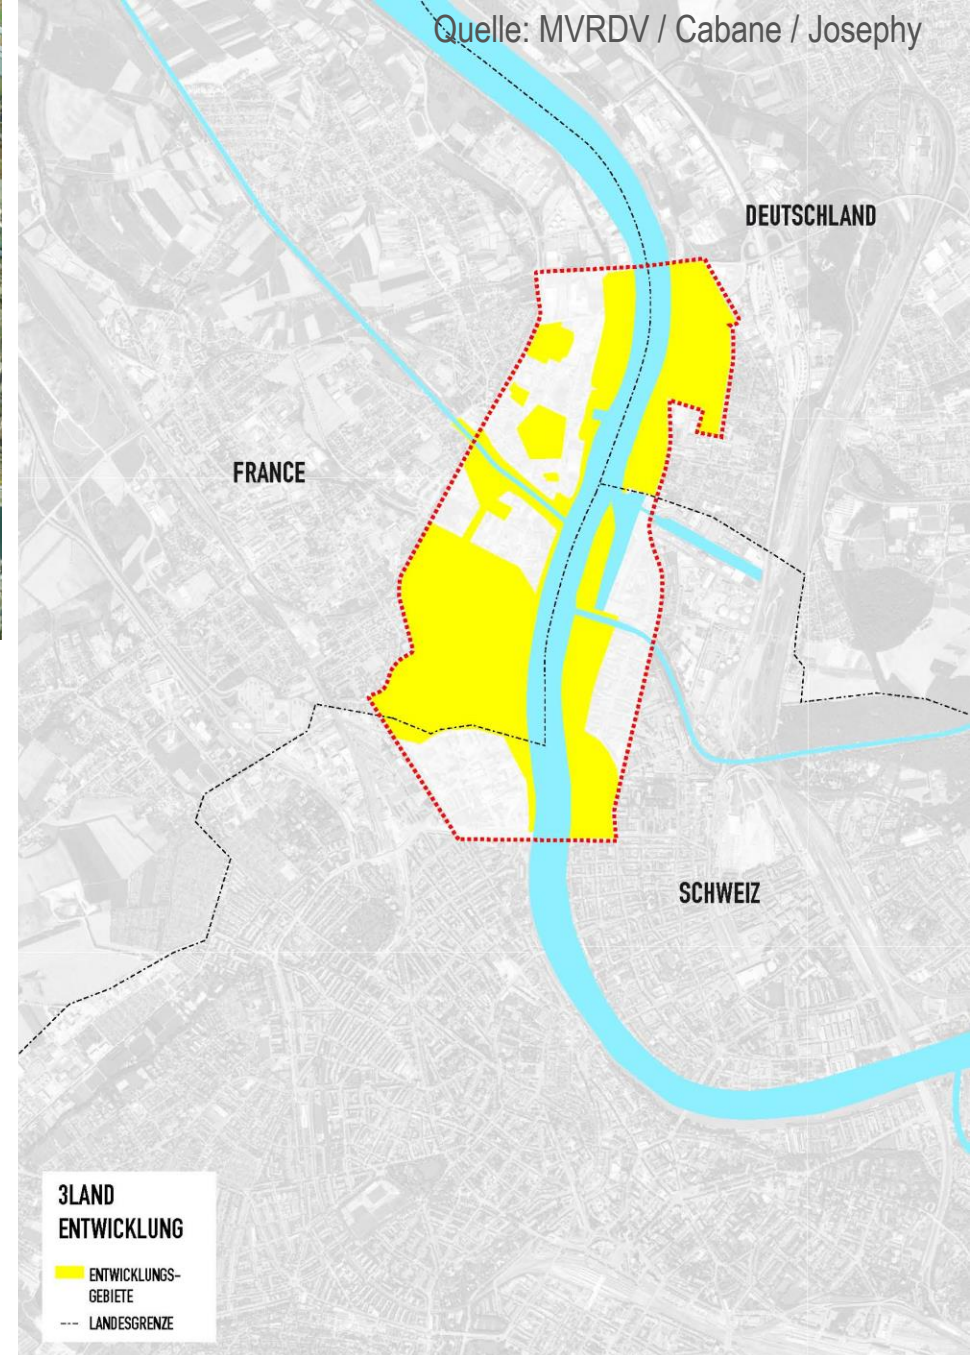 Quelle: MVRDV / Cabane / Josephy
DEUTSCHLAND
FRANCE
SCHWEIZ
3LAND
ENTWICKLUNG
ENTWICKLUNGS-
GEBIETE
LANDESGRENZE